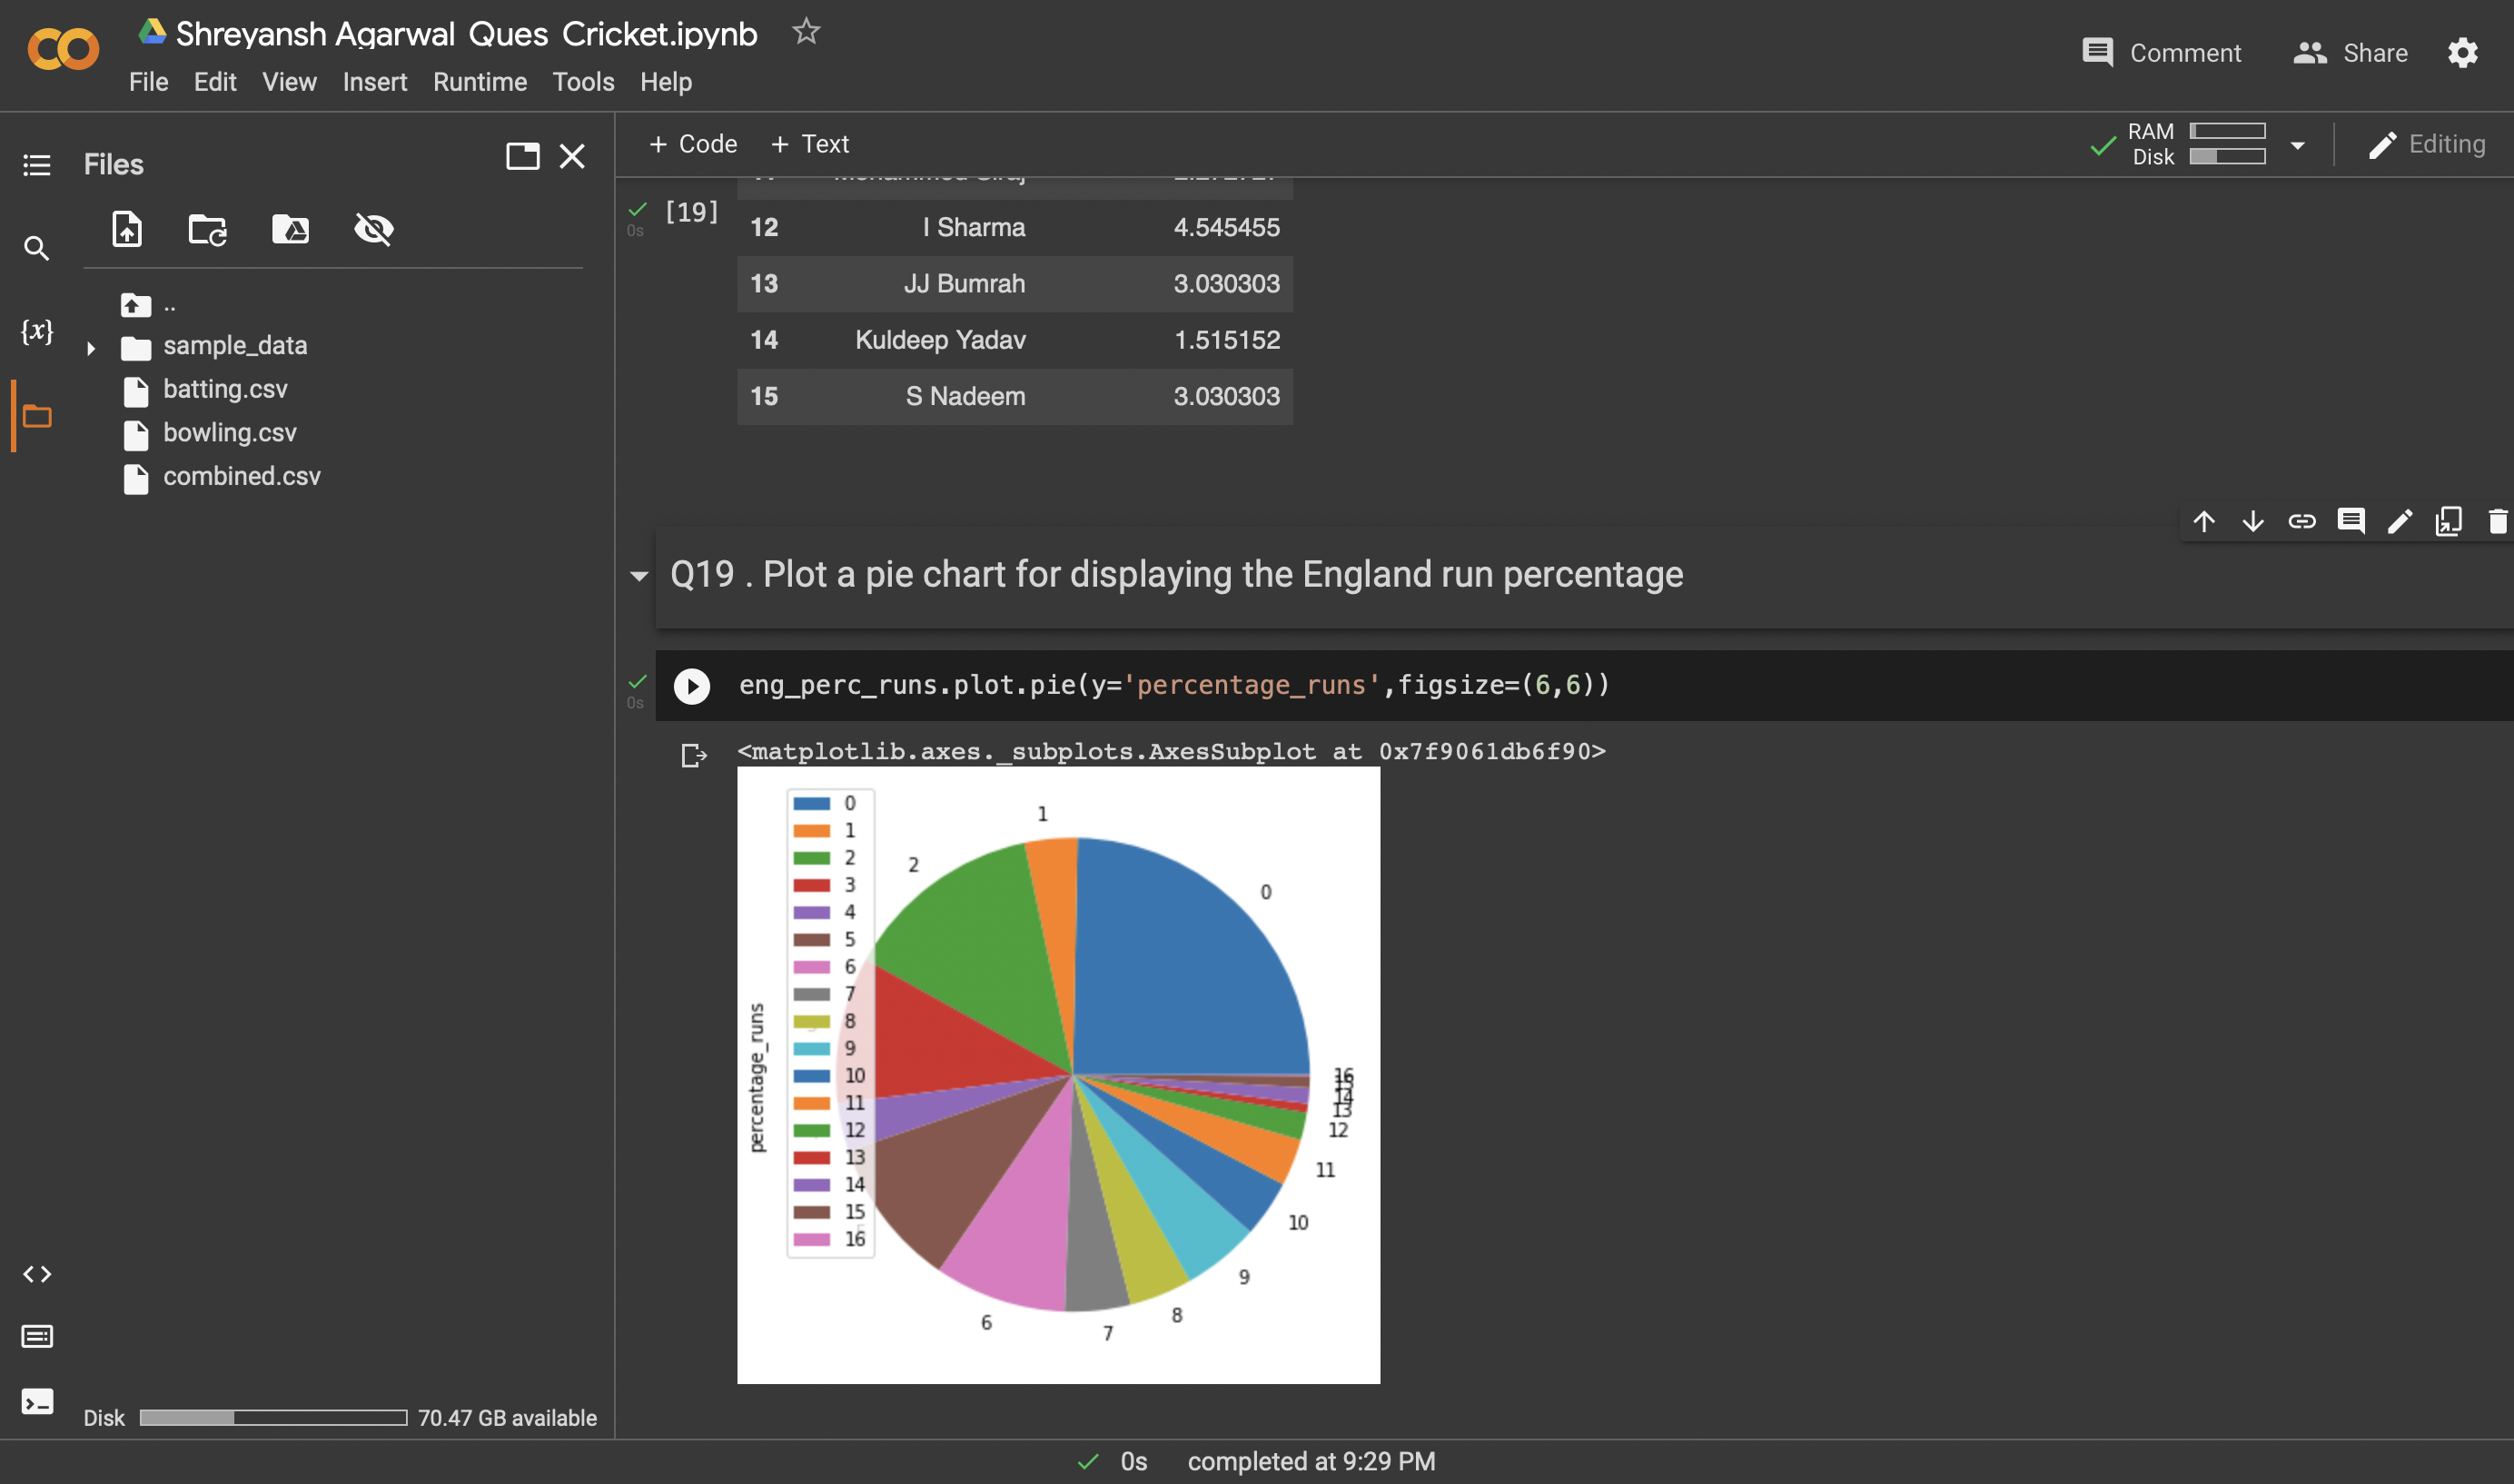 Shreyansh Agarwal Ques Cricket.ipynb
File Edit View Insert Runtime Tools Help
Comment Share
Files
..
sample_data
batting.csv
bowling.csv
combined.csv
Disk 70.47 GB available
+ Code + Text
RAM
Disk
Editing
[19]
0s
12 I Sharma 4.545455
13 JJ Bumrah 3.030303
14 Kuldeep Yadav 1.515152
15 S Nadeem 3.030303
Q19 . Plot a pie chart for displaying the England run percentage
0s
eng_perc_runs.plot.pie(y='percentage_runs',figsize=(6,6))
<matplotlib.axes._subplots.AxesSubplot at 0x7f9061db6f90>
percentage_runs
0
1
2
3
4
5
6
7
8
9
10
11
12
13
14
15
16
0
1
2
6
7
8
9
10
11
12
13
14
15
16
0s completed at 9:29 PM